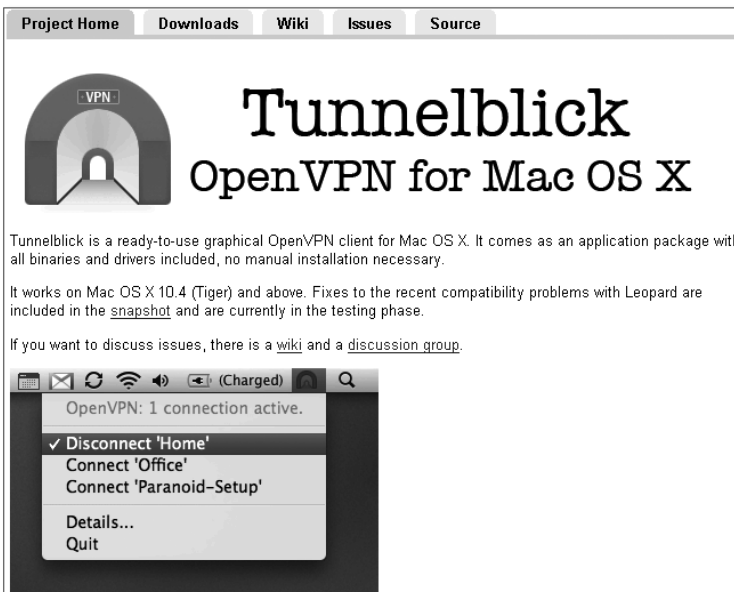 Project Home Downloads Wiki Issues Source
VPN
Tunnelblick
OpenVPN for Mac OS X
Tunnelblick is a ready-to-use graphical OpenVPN client for Mac OS X. It comes as an application package with
all binaries and drivers included, no manual installation necessary.
It works on Mac OS X 10.4 (Tiger) and above. Fixes to the recent compatibility problems with Leopard are
included in the snapshot and are currently in the testing phase.
If you want to discuss issues, there is a wiki and a discussion group.
(Charged)
OpenVPN: 1 connection active.
✓ Disconnect 'Home'
Connect 'Office'
Connect 'Paranoid-Setup'
Details...
Quit